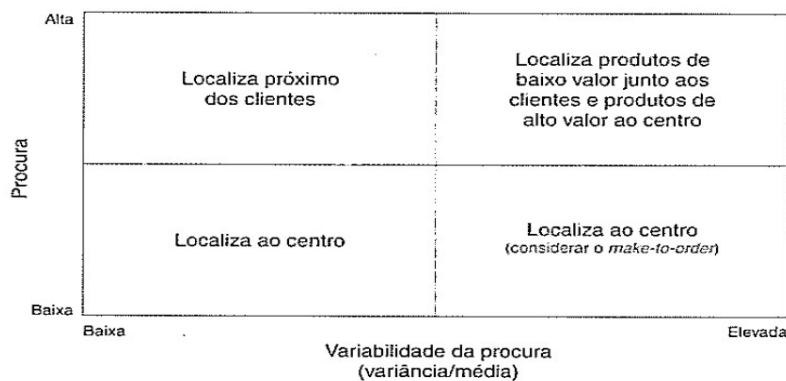 Alta
Localiza próximo
dos clientes
Localiza produtos de
baixo valor junto aos
clientes e produtos de
alto valor ao centro
Procura
Localiza ao centro
Localiza ao centro
(considerar o make-to-order)
Baixa
Baixa
Elevada
Variabilidade da procura
(variância/média)